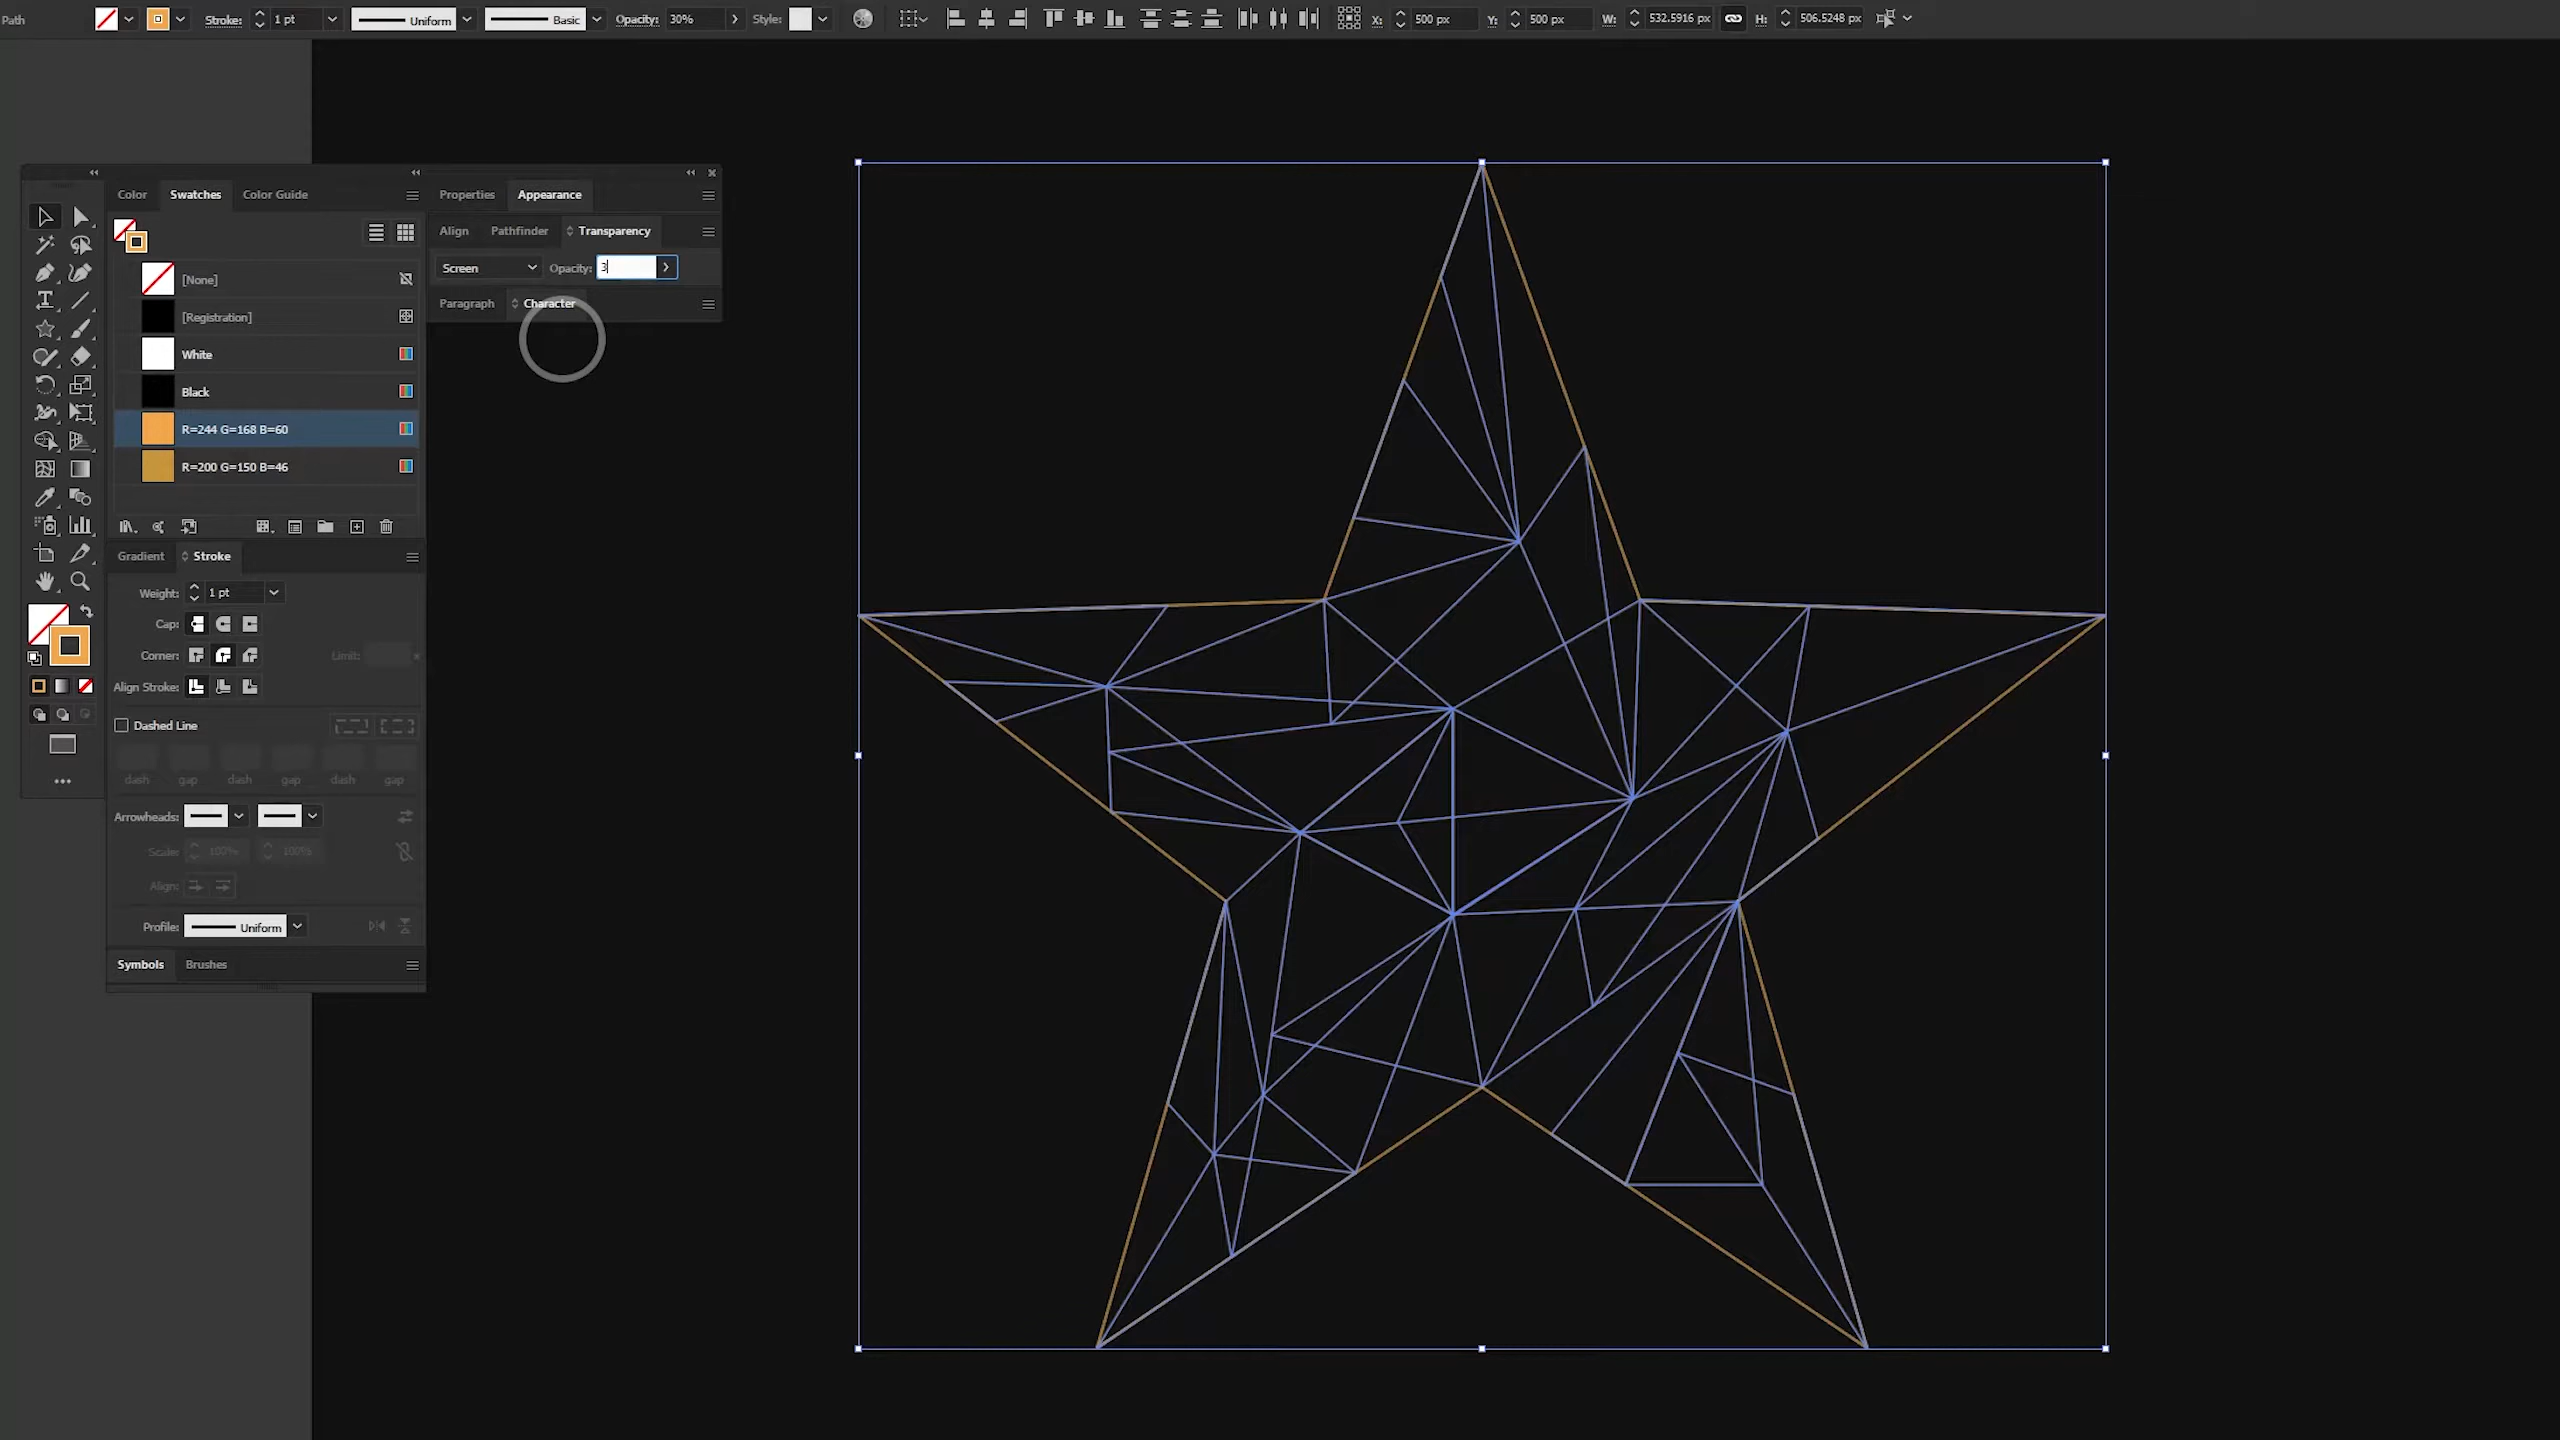 Path Stroke: 1 pt Uniform Basic Opacity: 30% Style: X: 500 px Y: 500 px W: 532.5916 px H: 506.5248 px
Color Swatches Color Guide
[None]
[Registration]
White
Black
R=244 G=168 B=60
R=200 G=150 B=46
Gradient Stroke
Weight: 1 pt
Cap:
Corner: Limit: x
Align Stroke:
Dashed Line
dash gap dash gap dash gap
Arrowheads:
Scale: 100% 100%
Align:
Profile: Uniform
Symbols Brushes
Properties Appearance
Align Pathfinder Transparency
Screen Opacity: 3
Paragraph Character